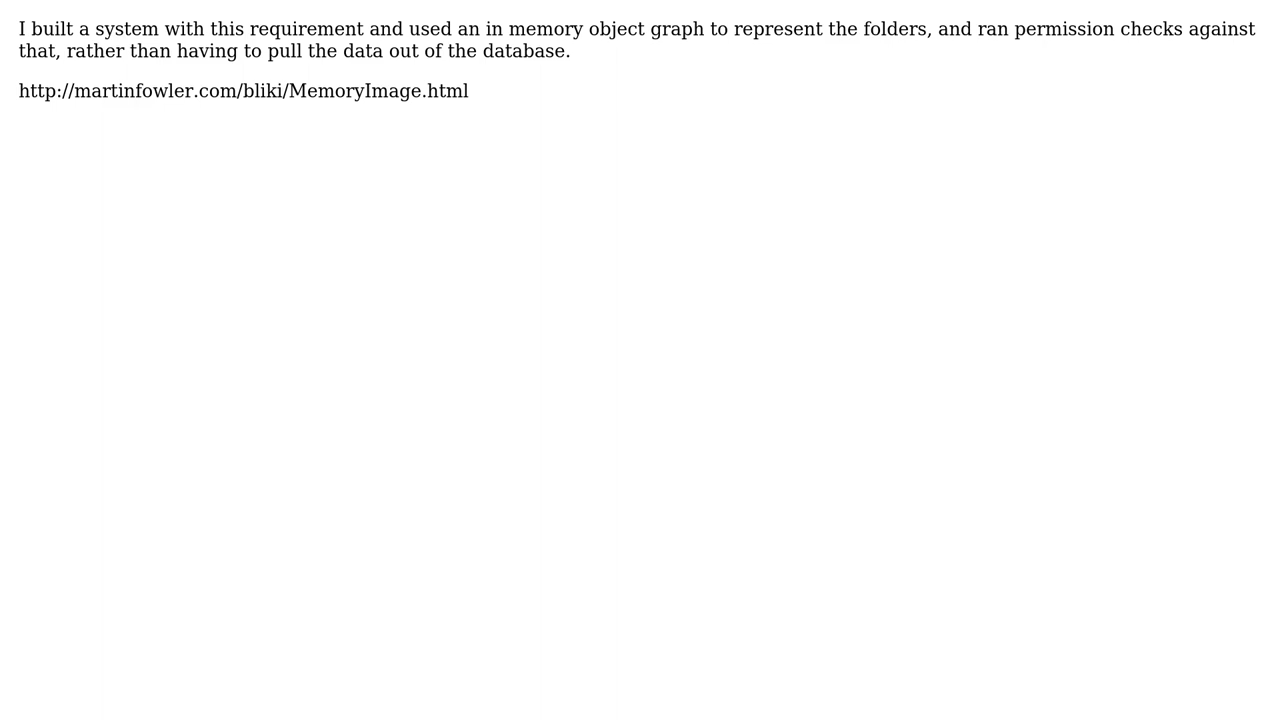 I built a system with this requirement and used an in memory object graph to represent the folders, and ran permission checks against
that, rather than having to pull the data out of the database.
http://martinfowler.com/bliki/MemoryImage.html